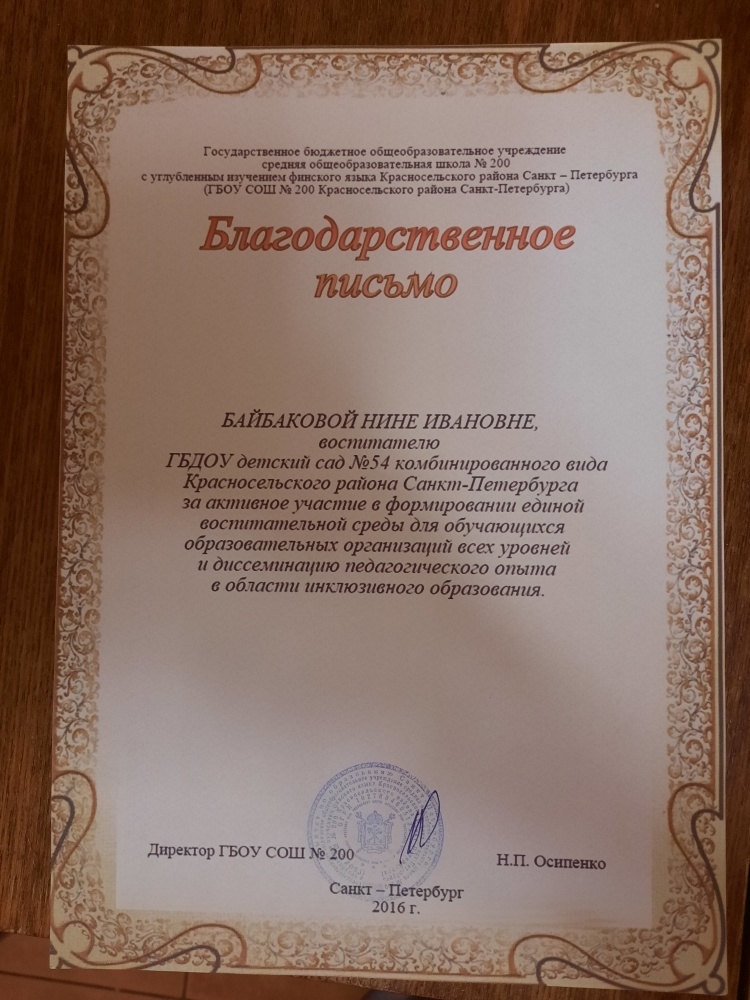 Государственное бюджетное общеобразовательное учреждение
средняя общеобразовательная школа № 200
с углубленным изучением финского языка Красносельского района Санкт – Петербурга
(ГБОУ СОШ № 200 Красносельского района Санкт-Петербурга)
Благодарственное
письмо
БАЙБАКОВОЙ НИНЕ ИВАНОВНЕ,
воспитателю
ГБДОУ детский сад №54 комбинированного вида
Красносельского района Санкт-Петербурга
за активное участие в формировании единой
воспитательной среды для обучающихся
образовательных организаций всех уровней
и диссеминацию педагогического опыта
в области инклюзивного образования.
Директор ГБОУ СОШ № 200
Н.П. Осипенко
Санкт – Петербург
2016 г.